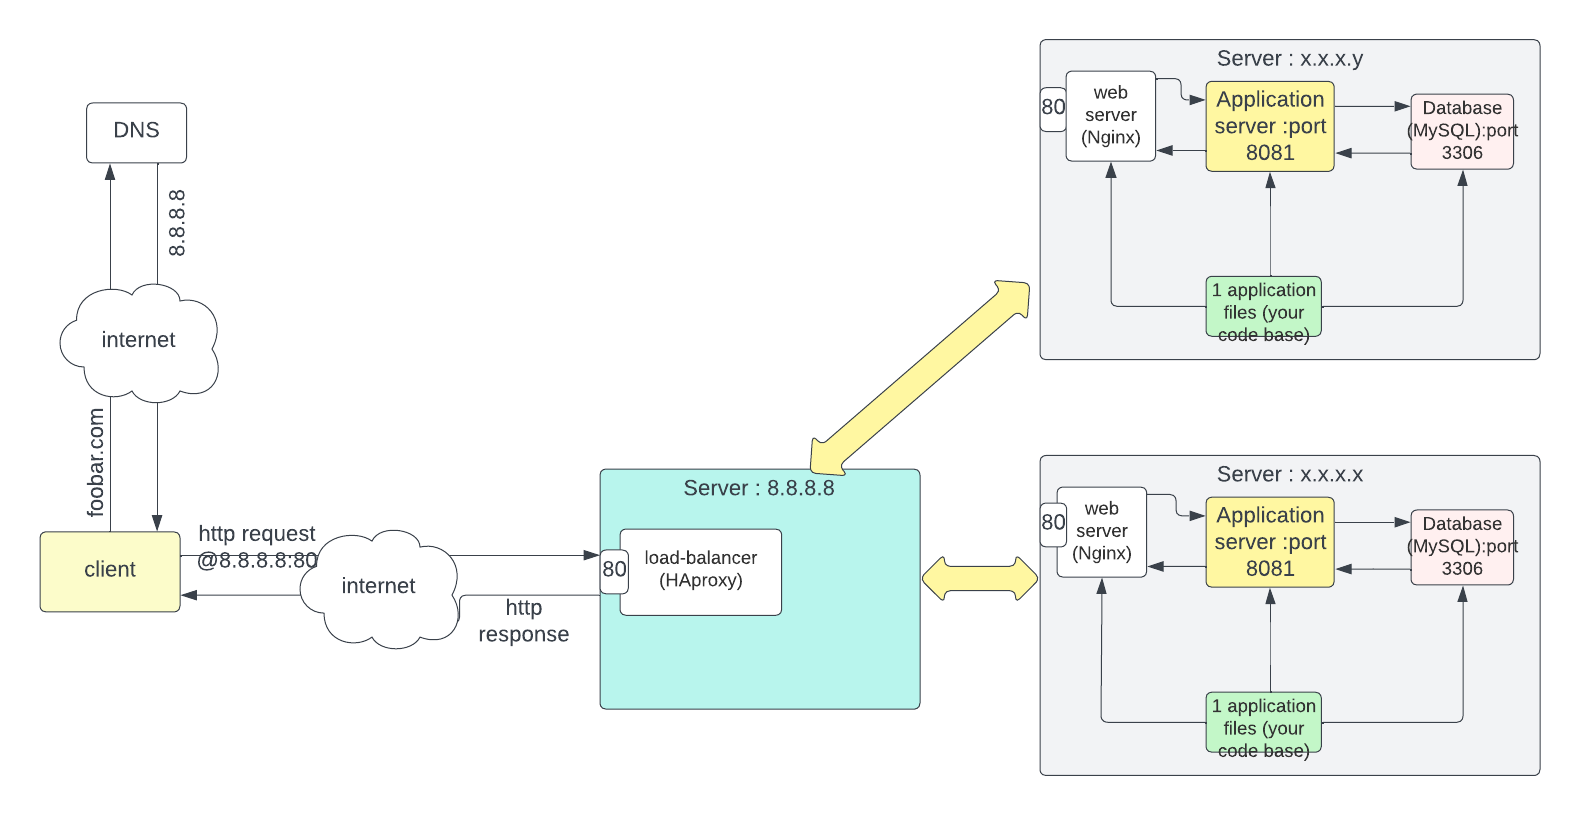 DNS
8.8.8.8
internet
foobar.com
client
http request
@8.8.8.8:80
internet
http
response
Server : 8.8.8.8
80
load-balancer
(HAproxy)
Server : x.x.x.y
80
web
server
(Nginx)
Application
server :port
8081
Database
(MySQL):port
3306
1 application
files (your
code base)
Server : x.x.x.x
80
web
server
(Nginx)
Application
server :port
8081
Database
(MySQL):port
3306
1 application
files (your
code base)